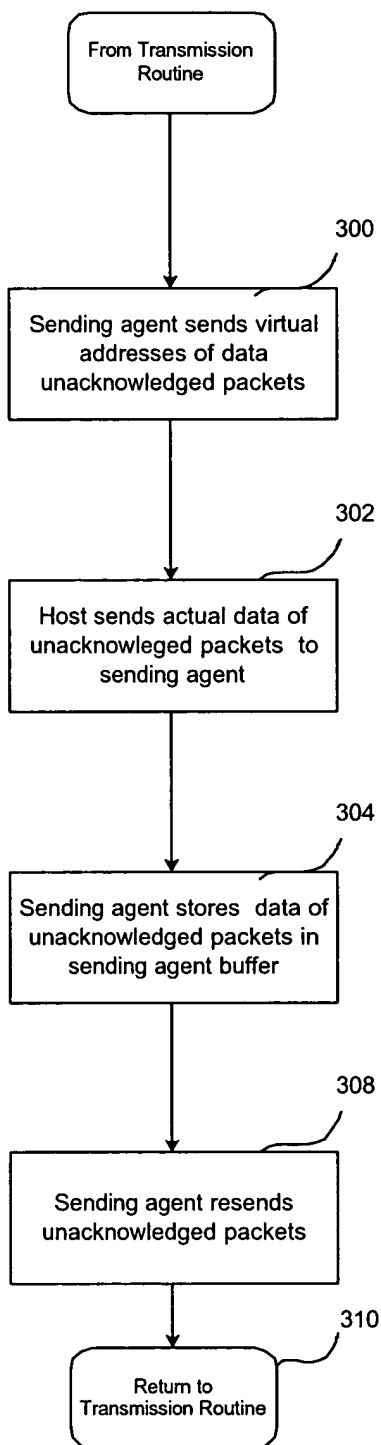 From Transmission
Routine
300
Sending agent sends virtual
addresses of data
unacknowledged packets
302
Host sends actual data of
unacknowleged packets to
sending agent
304
Sending agent stores data of
unacknowledged packets in
sending agent buffer
308
Sending agent resends
unacknowledged packets
310
Return to
Transmission Routine